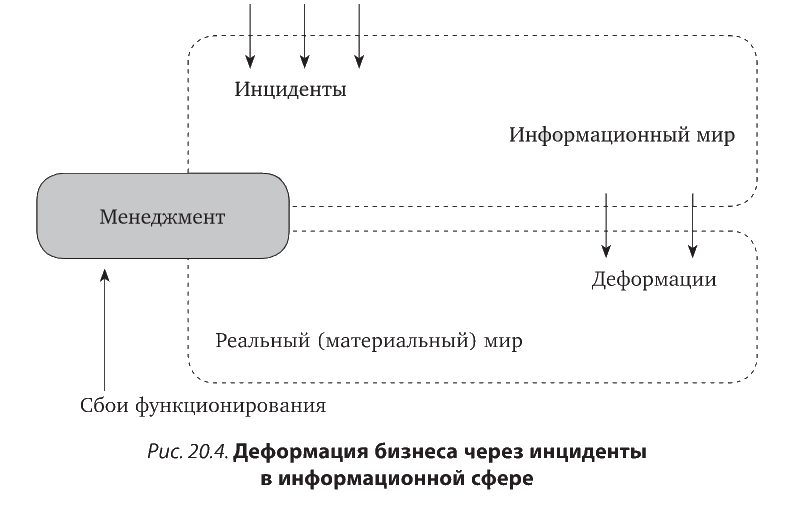 Инциденты
Информационный мир
Менеджмент
Деформации
Реальный (материальный) мир
Сбои функционирования
Рис. 20.4. Деформация бизнеса через инциденты
в информационной сфере